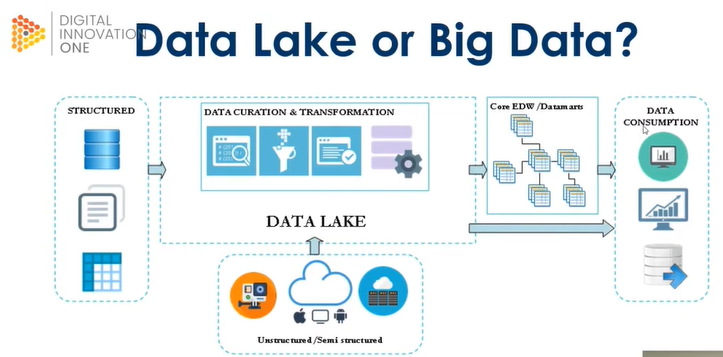 DIGITAL
INNOVATION
ONE
Data Lake or Big Data?
STRUCTURED
DATA CURATION & TRANSFORMATION
DATA LAKE
Core EDW /Datamarts
DATA
CONSUMPTION
Unstructured/Semi structured